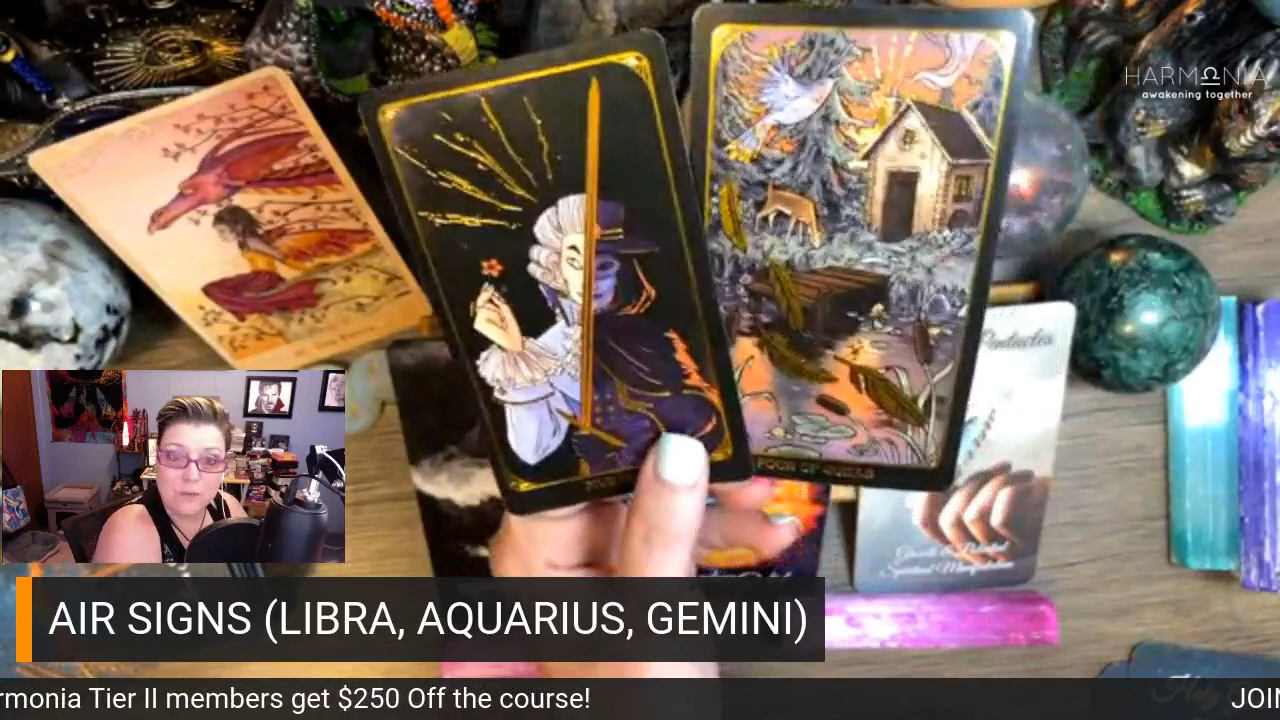 HARMONIA
awakening together
Pentacles
AIR SIGNS (LIBRA, AQUARIUS, GEMINI)
rmonia Tier II members get $250 Off the course!
JOIN